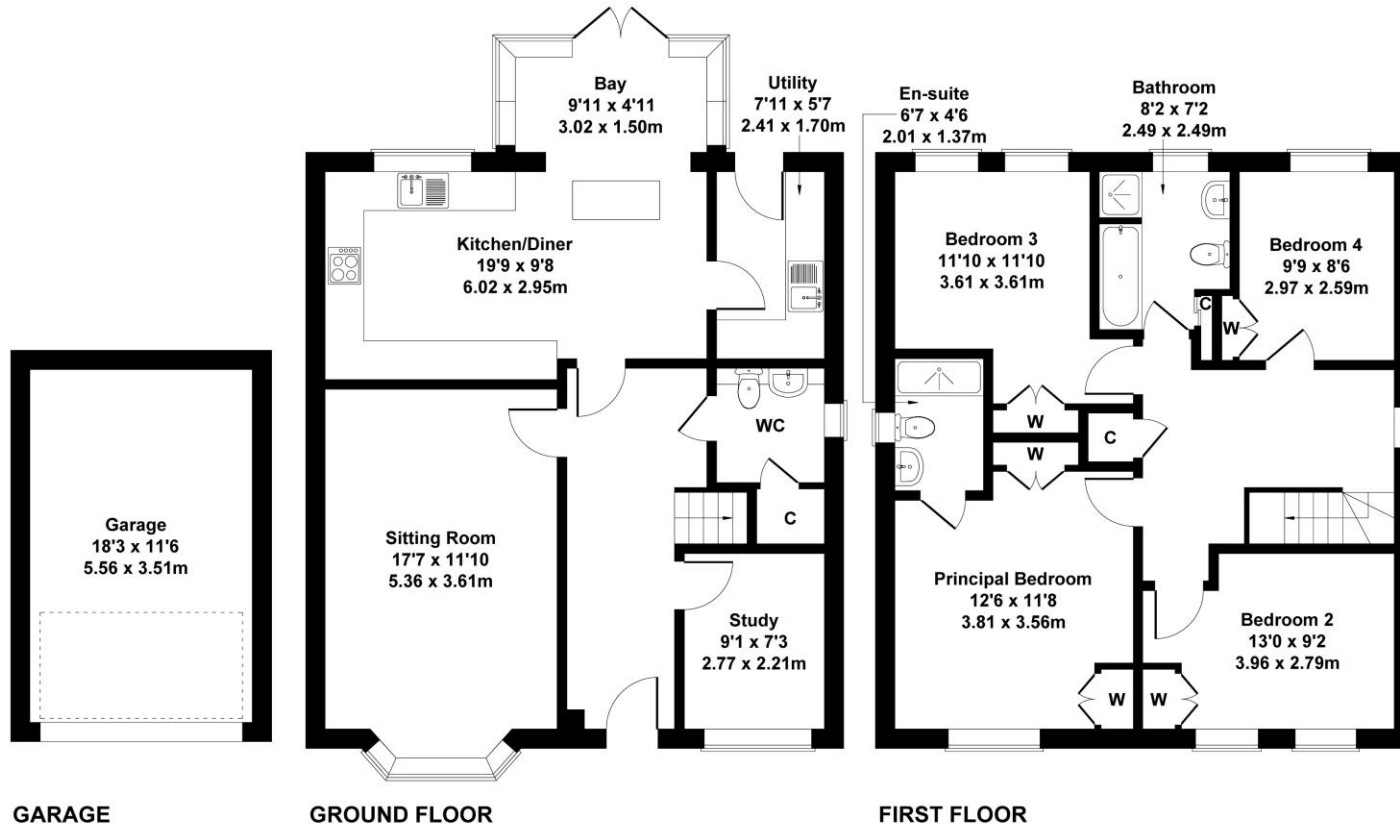 Bay
9'11 x 4'11
3.02 x 1.50m
Utility
7'11 x 5'7
2.41 x 1.70m
Kitchen/Diner
19'9 x 9'8
6.02 x 2.95m
WC
C
Sitting Room
17'7 x 11'10
5.36 x 3.61m
Study
9'1 x 7'3
2.77 x 2.21m
Garage
18'3 x 11'6
5.56 x 3.51m
En-suite
6'7 x 4'6
2.01 x 1.37m
Bathroom
8'2 x 7'2
2.49 x 2.49m
Bedroom 3
11'10 x 11'10
3.61 x 3.61m
Bedroom 4
9'9 x 8'6
2.97 x 2.59m
C
W
W
C
W
Principal Bedroom
12'6 x 11'8
3.81 x 3.56m
Bedroom 2
13'0 x 9'2
3.96 x 2.79m
W
W
GARAGE
GROUND FLOOR
FIRST FLOOR